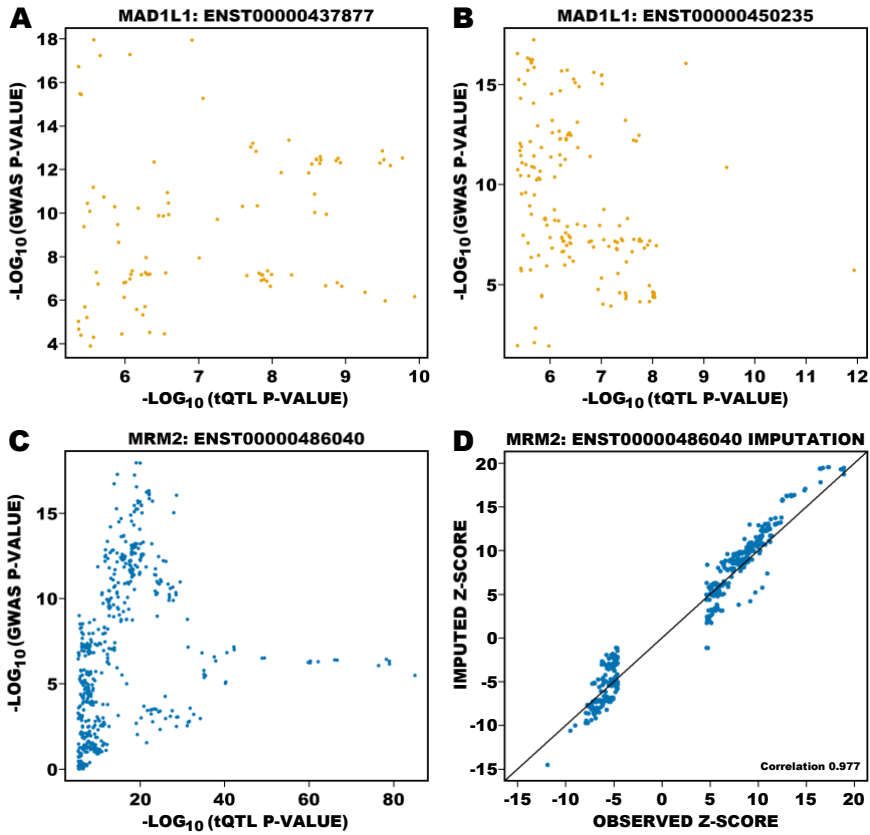 A
MAD1L1: ENST00000437877
18
16
14
12
10
8
6
4
-LOG10 (GWAS P-VALUE)
6
7
8
9
10
-LOG10 (tQTL P-VALUE)
B
MAD1L1: ENST00000450235
15
10
5
-LOG10 (GWAS P-VALUE)
6
7
8
9
10
11
12
-LOG10 (tQTL P-VALUE)
C
MRM2: ENST00000486040
15
10
5
0
-LOG10 (GWAS P-VALUE)
20
40
60
80
-LOG10 (tQTL P-VALUE)
D
MRM2: ENST00000486040 IMPUTATION
20
15
10
5
0
-5
-10
-15
IMPUTED Z-SCORE
Correlation 0.977
-15
-10
-5
0
5
10
15
20
OBSERVED Z-SCORE